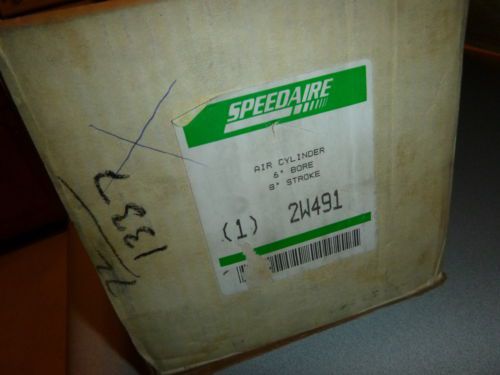 SPEEDAIRE
AIR CYLINDER
6" BORE
8" STROKE
(1) 2W491